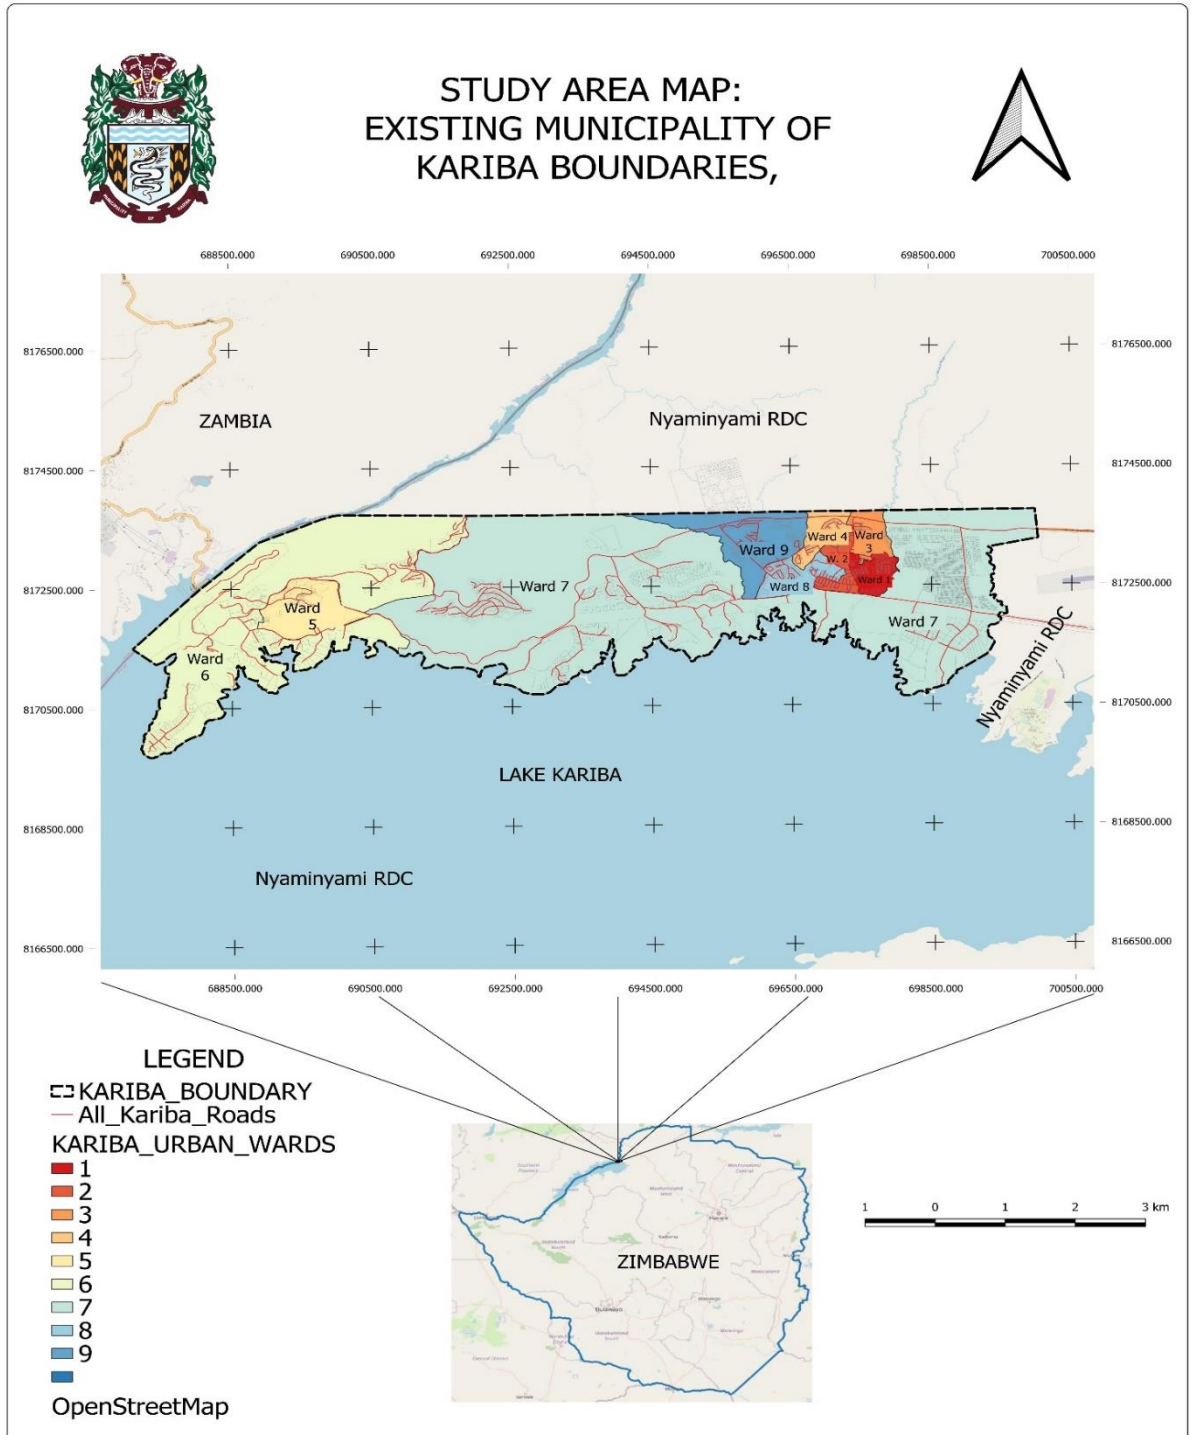 STUDY AREA MAP:
EXISTING MUNICIPALITY OF
KARIBA BOUNDARIES,
MUNICIPALITY OF KARIBA
688500.000 690500.000 692500.000 694500.000 696500.000 698500.000 700500.000
8176500.000 8176500.000
ZAMBIA Nyaminyami RDC
8174500.000 8174500.000
Ward 4 Ward 3
Ward 9 W. 2
8172500.000 Ward 7 Ward 8 Ward 1 8172500.000
Ward 5
Ward 7
Ward 6
Nyaminyami RDC
8170500.000 8170500.000
LAKE KARIBA
8168500.000 8168500.000
Nyaminyami RDC
8166500.000 8166500.000
688500.000 690500.000 692500.000 694500.000 696500.000 698500.000 700500.000
LEGEND
KARIBA_BOUNDARY
All_Kariba_Roads
KARIBA_URBAN_WARDS
1
2
3
4
5
6
7
8
9
OpenStreetMap
Harare
ZIMBABWE
Bulawayo
1 0 1 2 3 km